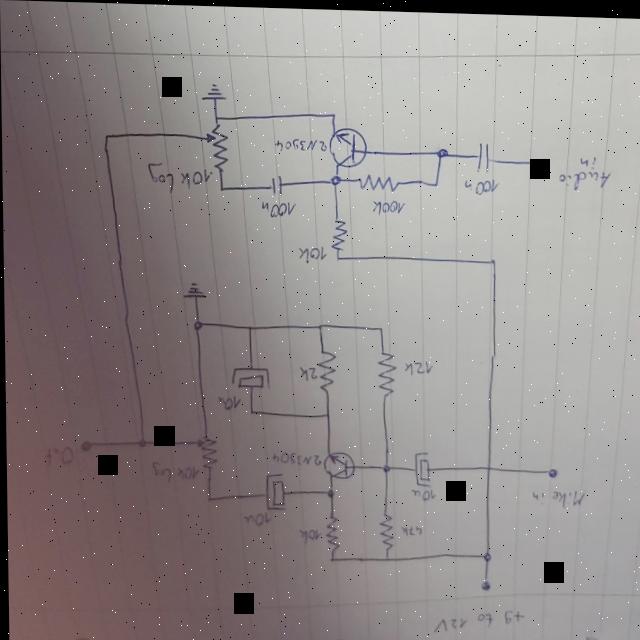 +9 to 12V
47k
10k
10u
Mike in
10u
10k log
2N3904
Out
10u
12k
2k
10k
100k
100n
100n
10k Log
Audio
in
2N3904